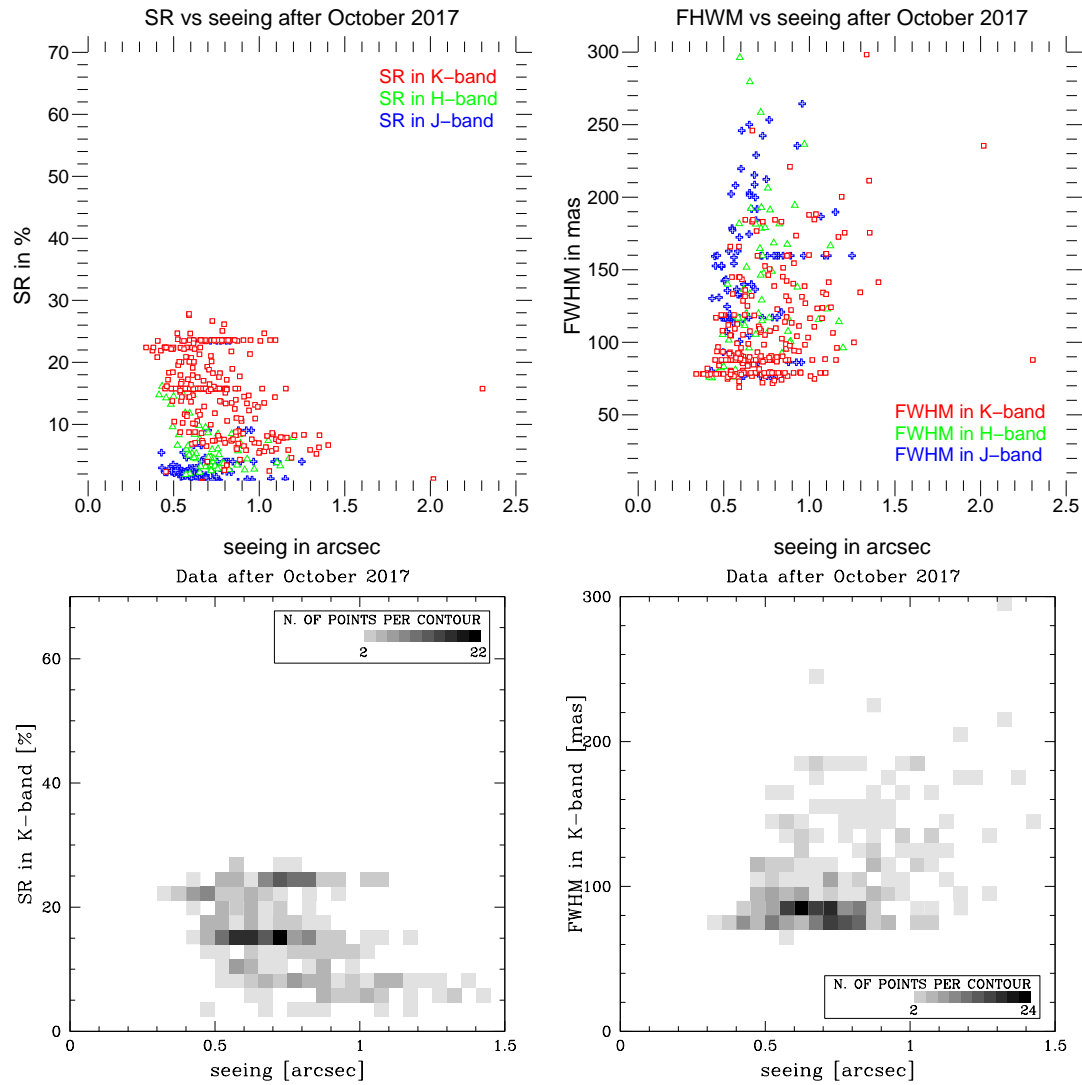 SR vs seeing after October 2017
70
60
50
40
30
20
10
SR in %
SR in K-band
SR in H-band
SR in J-band
0.0 0.5 1.0 1.5 2.0 2.5
seeing in arcsec
FHWM vs seeing after October 2017
300
250
200
150
100
50
FWHM in mas
FWHM in K-band
FWHM in H-band
FWHM in J-band
0.0 0.5 1.0 1.5 2.0 2.5
seeing in arcsec
Data after October 2017
N. OF POINTS PER CONTOUR
2 22
60
40
20
0
SR in K-band [%]
0 0.5 1 1.5
seeing [arcsec]
Data after October 2017
300
200
100
0
FWHM in K-band [mas]
N. OF POINTS PER CONTOUR
2 24
0 0.5 1 1.5
seeing [arcsec]